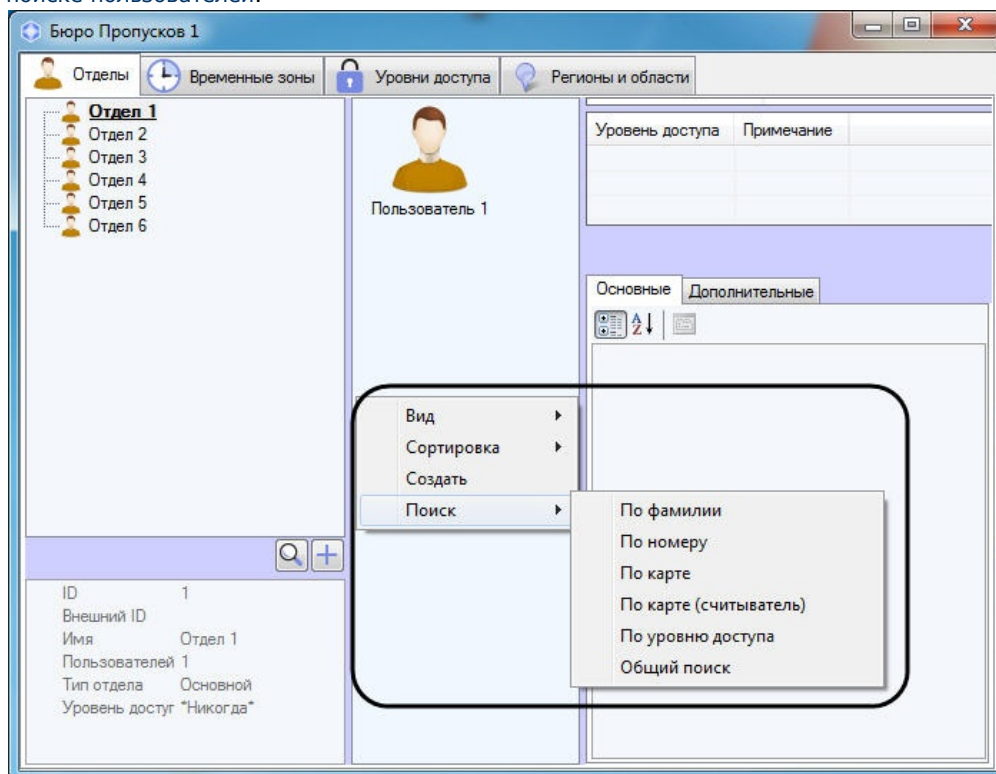 поиске пользователей.
Бюро Пропусков 1
Отделы
Временные зоны
Уровни доступа
Регионы и области
Отдел 1
Отдел 2
Отдел 3
Отдел 4
Отдел 5
Отдел 6
Пользователь 1
Уровень доступа Примечание
Основные Дополнительные
Вид
Сортировка
Создать
Поиск
По фамилии
По номеру
По карте
По карте (считыватель)
По уровню доступа
Общий поиск
ID 1
Внешний ID
Имя Отдел 1
Пользователей 1
Тип отдела Основной
Уровень доступ *Никогда*